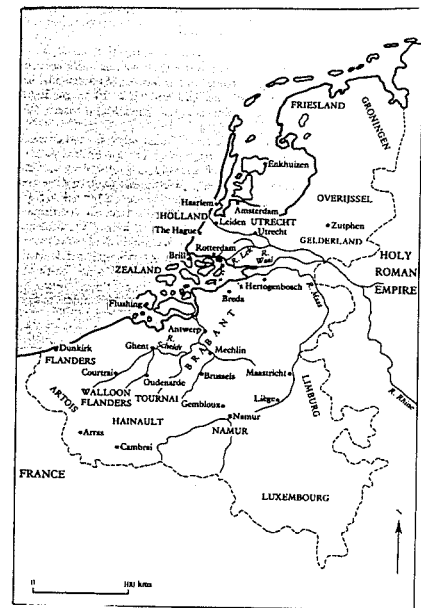 FRIESLAND
GRONINGEN
Enkhuizen
OVERIJSSEL
Haarlem
Amsterdam
HOLLAND
Leiden
UTRECHT
Zutphen
The Hague
Utrecht
GELDERLAND
Rotterdam
R. Lek
R. Waal
Brill
HOLY
ROMAN
EMPIRE
ZEALAND
Hertogenbosch
R. Maas
Breda
Flushing
Antwerp
BRABANT
Dunkirk
R. Scheldt
FLANDERS
Ghent
Mechlin
Courtrai
Brussels
Maastricht
LIMBURG
ARTOIS
WALLOON
FLANDERS
Oudenarde
TOURNAI
Gembloux
Liège
R. Rhine
HAINAULT
Namur
Arras
NAMUR
Cambrai
FRANCE
LUXEMBOURG
0
100 kms